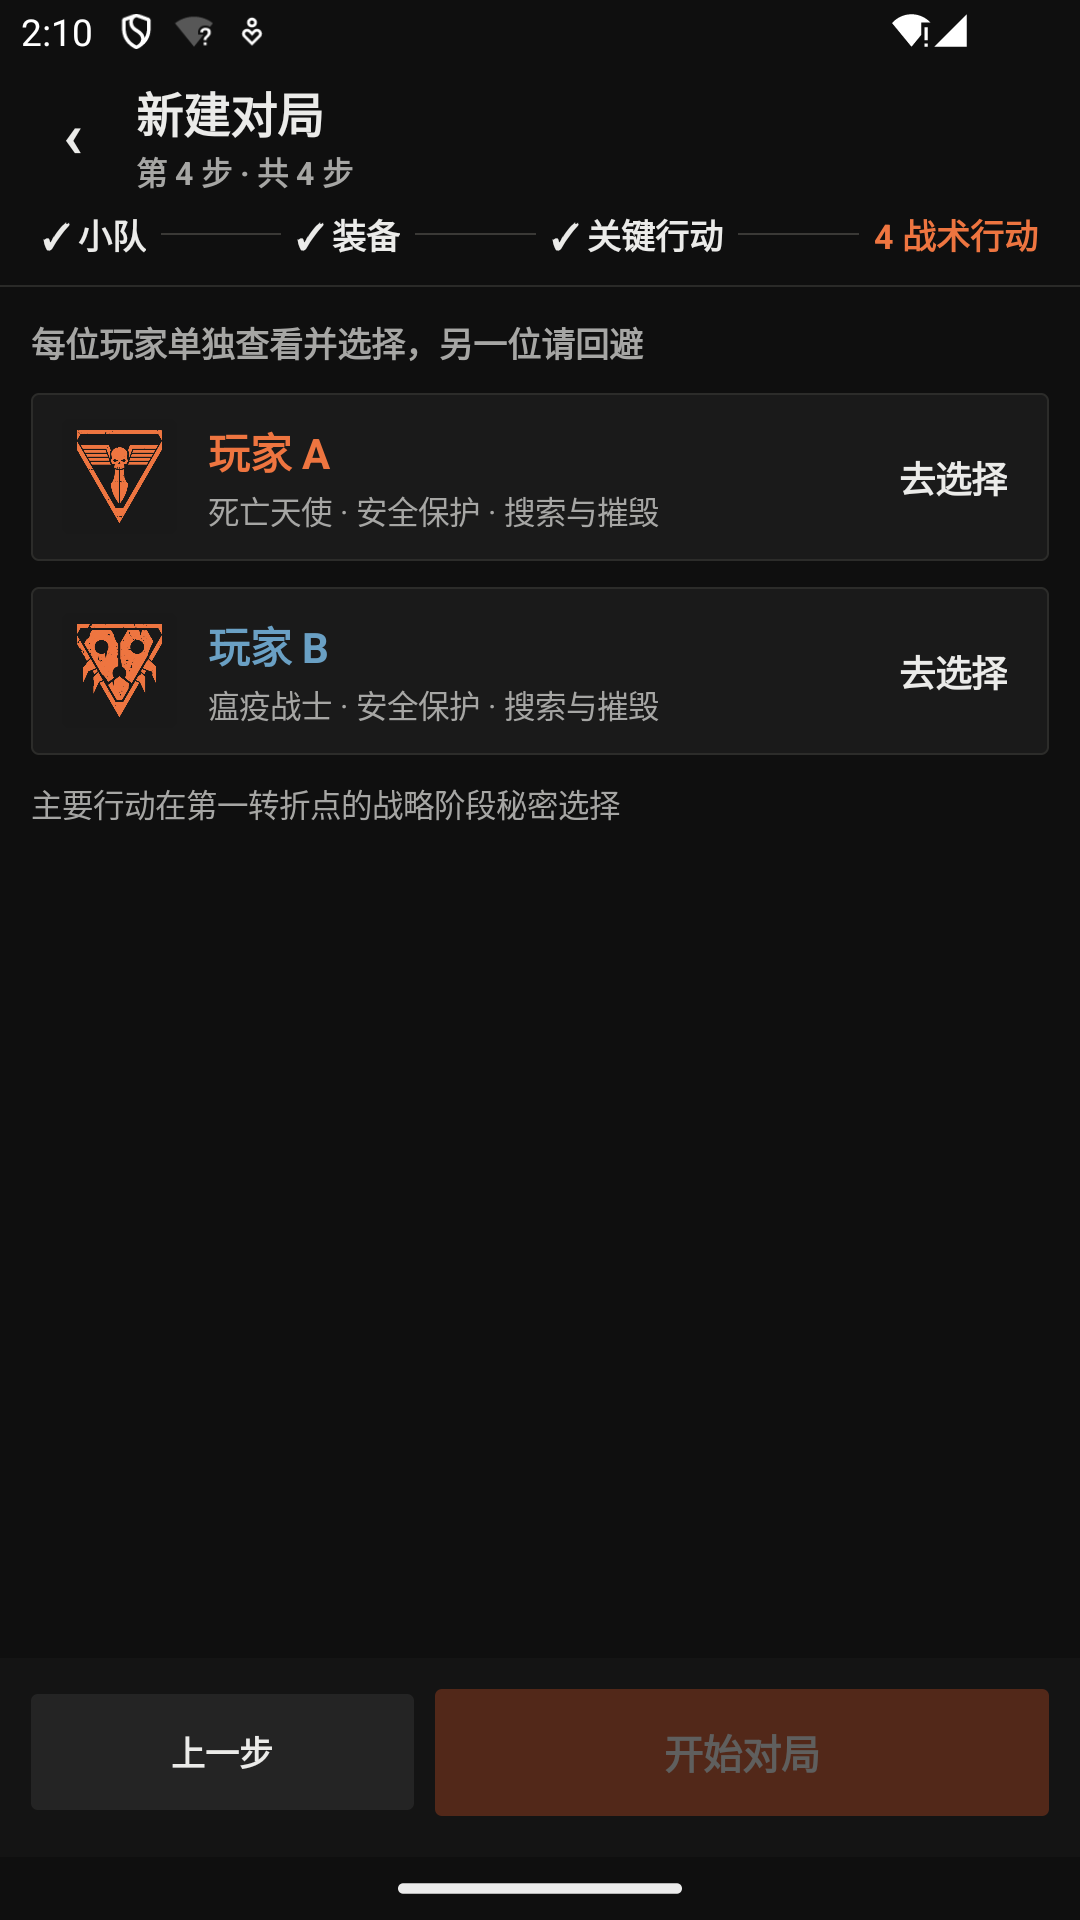 2:10
新建对局
第 4 步 · 共 4 步
✓ 小队 ✓ 装备 ✓ 关键行动 4 战术行动
每位玩家单独查看并选择，另一位请回避
玩家 A
死亡天使 · 安全保护 · 搜索与摧毁
去选择
玩家 B
瘟疫战士 · 安全保护 · 搜索与摧毁
去选择
主要行动在第一转折点的战略阶段秘密选择
上一步
开始对局